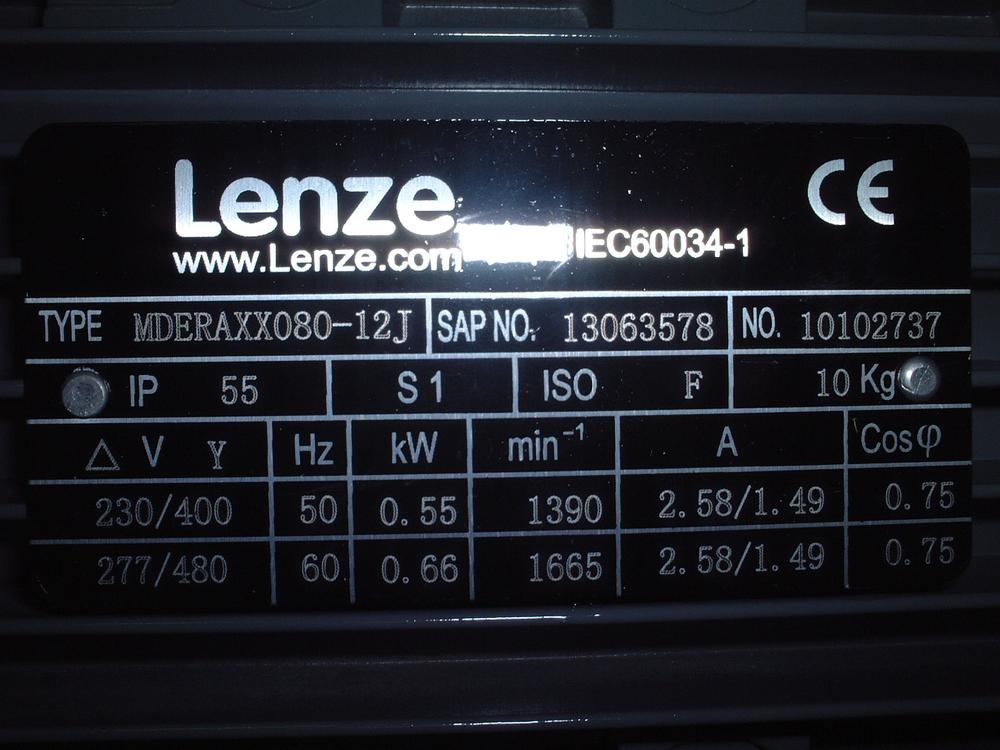 Lenze
CE
www.Lenze.com IEC60034-1
TYPE MDERAXX080-12J SAP NO: 13063578 NO. 10102737
IP 55 S1 ISO F 10 Kg
△ V Y Hz kW min⁻¹ A Cosφ
230/400 50 0.55 1390 2.58/1.49 0.75
277/480 60 0.66 1665 2.58/1.49 0.75